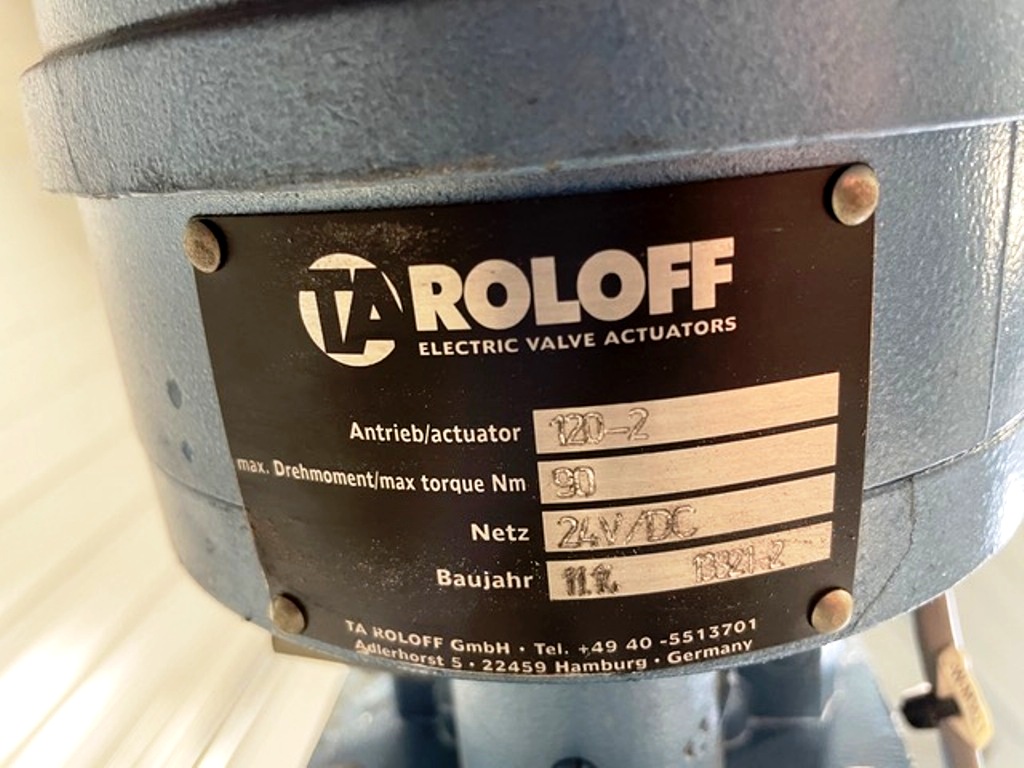 TA ROLOFF
ELECTRIC VALVE ACTUATORS
Antrieb/actuator 120-2
max. Drehmoment/max torque Nm 90
Netz 24V/DC
Baujahr 13821-2
TA ROLOFF GmbH · Tel. +49 40 -5513701
Adlerhorst 5 · 22459 Hamburg · Germany